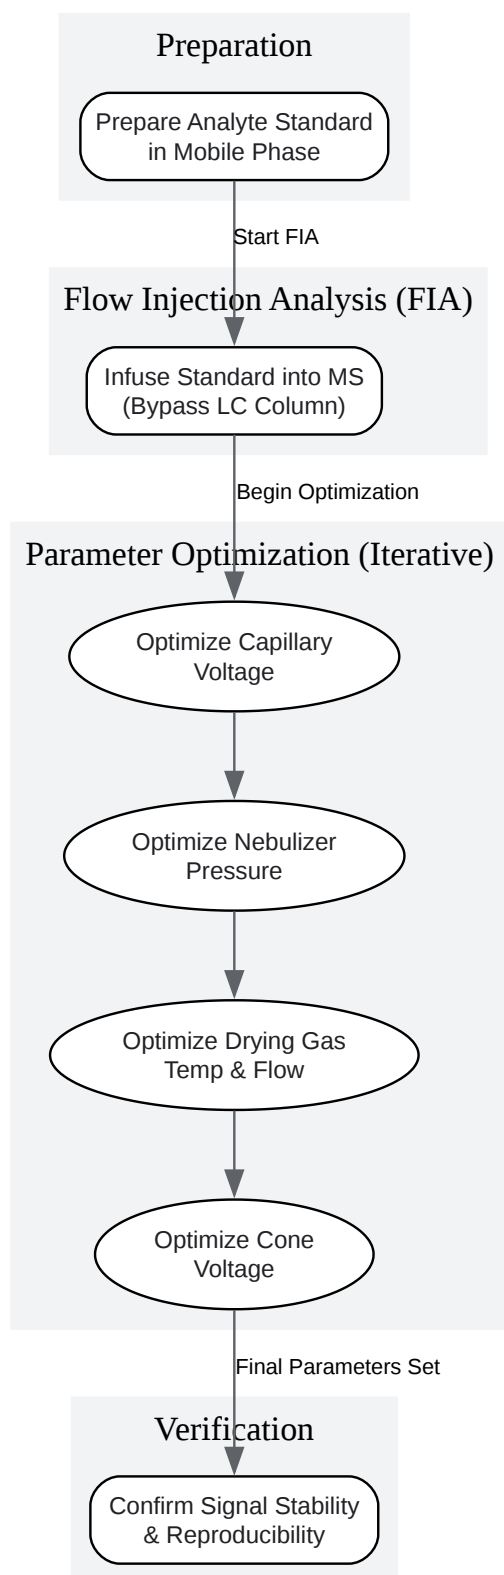 Preparation
Prepare Analyte Standard
in Mobile Phase
Start FIA
Flow Injection Analysis (FIA)
Infuse Standard into MS
(Bypass LC Column)
Begin Optimization
Parameter Optimization (Iterative)
Optimize Capillary
Voltage
Optimize Nebulizer
Pressure
Optimize Drying Gas
Temp & Flow
Optimize Cone
Voltage
Final Parameters Set
Verification
Confirm Signal Stability
& Reproducibility